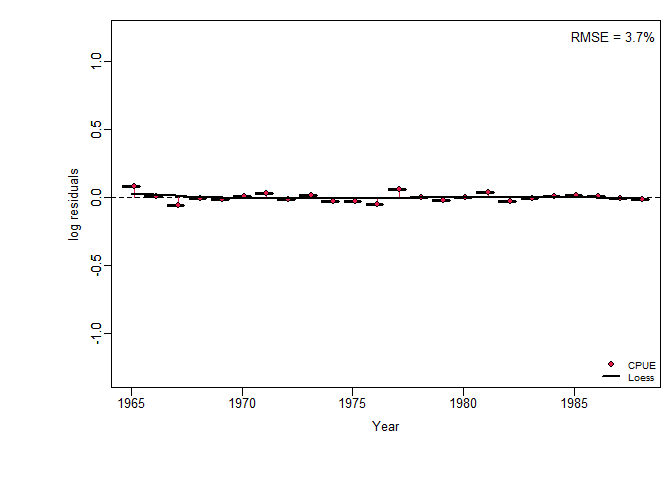 RMSE = 3.7%
log residuals
1.0
0.5
0.0
-0.5
-1.0
CPUE
Loess
1965 1970 1975 1980 1985
Year